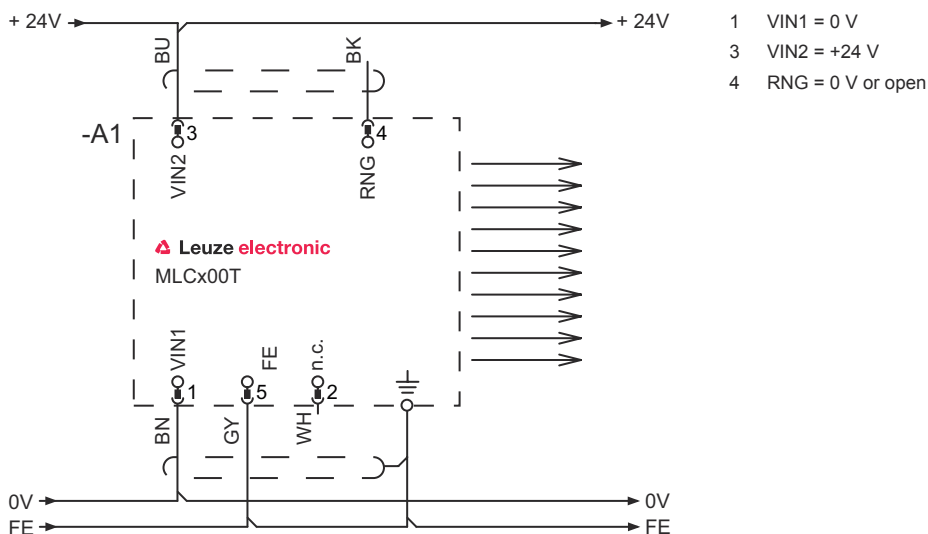 + 24V
+ 24V
1 VIN1 = 0 V
3 VIN2 = +24 V
4 RNG = 0 V or open
BU
BK
-A1
3
4
VIN2
RNG
Leuze electronic
MLCx00T
VIN1
FE
n.c.
1
5
2
BN
GY
WH
0V
0V
FE
FE